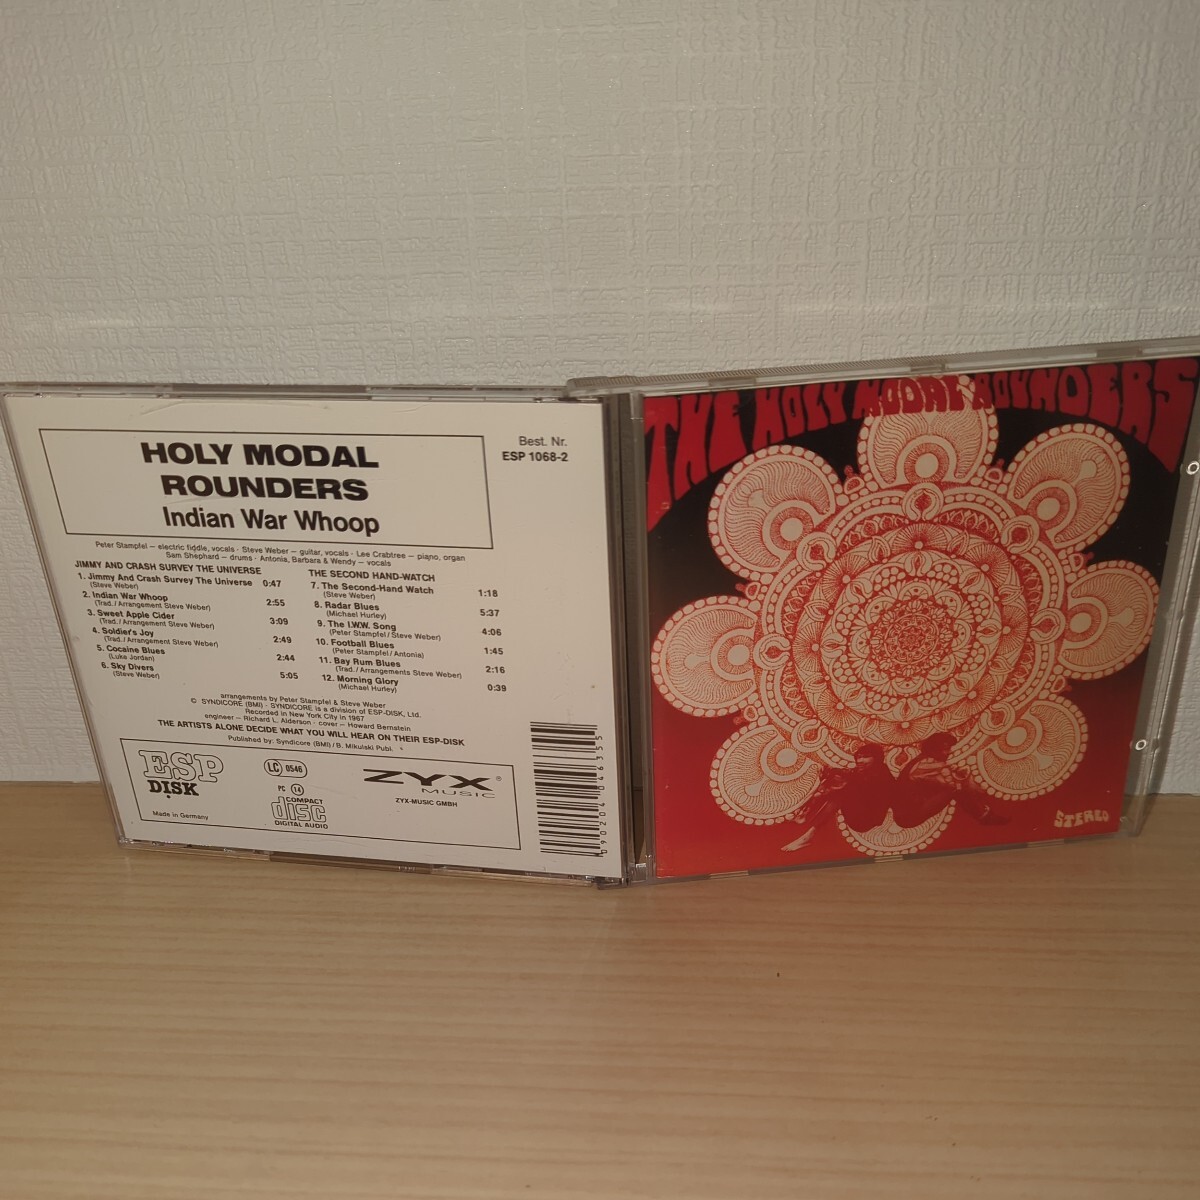 HOLY MODAL
ROUNDERS
Indian War Whoop
Best. Nr.
ESP 1068-2
Peter Stampfel – electric fiddle, vocals · Steve Weber – guitar, vocals · Lee Crabtree – piano, organ
Sam Shephard – drums · Antonia, Barbara & Wendy – vocals
JIMMY AND CRASH SURVEY THE UNIVERSE
1. Jimmy And Crash Survey The Universe 0:47
(Steve Weber)
2. Indian War Whoop 2:55
(Trad. / Arrangement Steve Weber)
3. Sweet Apple Cider 3:09
(Trad. / Arrangement Steve Weber)
4. Soldier's Joy 2:49
(Trad. / Arrangement Steve Weber)
5. Cocaine Blues 2:44
(Luke Jordan)
6. Sky Divers 5:05
(Steve Weber)
THE SECOND HAND-WATCH
7. The Second-Hand Watch 1:18
(Steve Weber)
8. Radar Blues 5:37
(Michael Hurley)
9. The I.W.W. Song 4:06
(Peter Stampfel / Steve Weber)
10. Football Blues 1:45
(Peter Stampfel / Antonia)
11. Bay Rum Blues 2:16
(Trad. / Arrangements Steve Weber)
12. Morning Glory 0:39
(Michael Hurley)
arrangements by Peter Stampfel & Steve Weber
© SYNDICORE (BMI) · SYNDICORE is a division of ESP-DISK, Ltd.
Recorded in New York City in 1967
engineer – Richard L. Alderson · cover – Howard Bernstein
THE ARTISTS ALONE DECIDE WHAT YOU WILL HEAR ON THEIR ESP-DISK
Published by: Syndicore (BMI) / B. Mikulski Publ.
ESP
DISK
Made in Germany
LC 0546
PC 14
COMPACT
disc
DIGITAL AUDIO
ZYX®
MUSIC
ZYX-MUSIC GMBH
0 90204 04635 5
THE HOLY MODAL ROUNDERS
STEREO